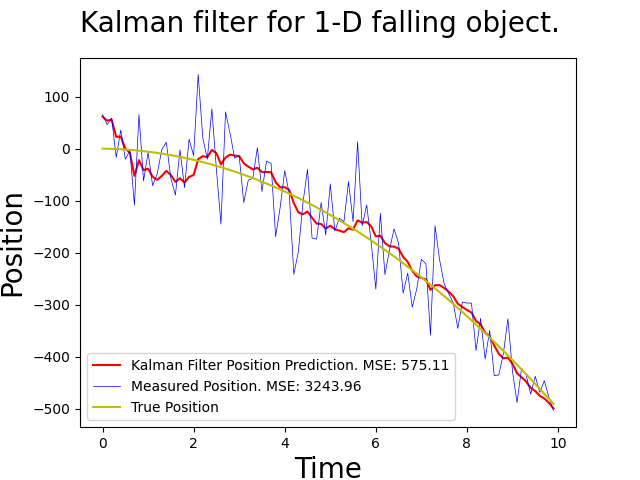 Kalman filter for 1-D falling object.
Position
100
0
−100
−200
−300
−400
−500
Kalman Filter Position Prediction. MSE: 575.11
Measured Position. MSE: 3243.96
True Position
0 2 4 6 8 10
Time